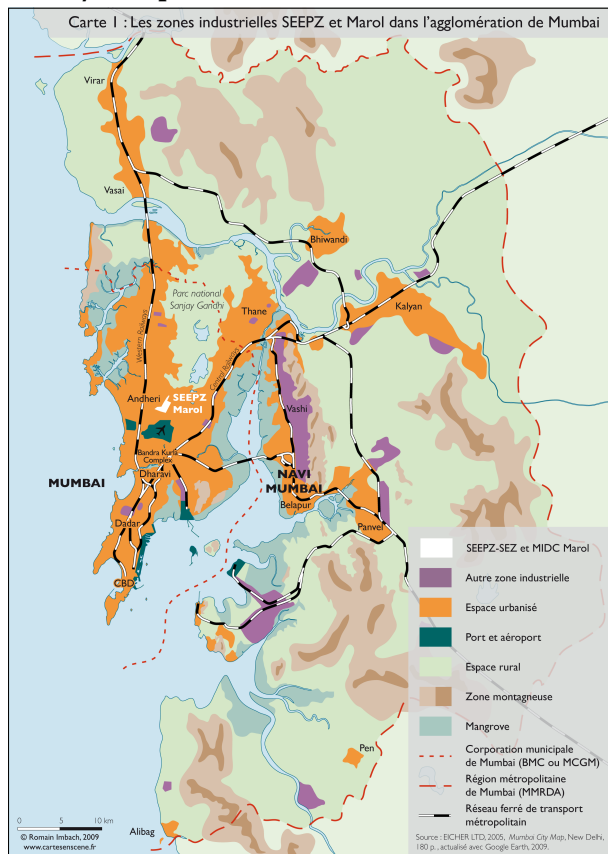 Carte 1 : Les zones industrielles SEEPZ et Marol dans l'agglomération de Mumbai
Virar
Vasai
Bhiwandi
Parc national
Sanjay Gandhi
Thane
Kalyan
Western Railways
Central Railways
Andheri
SEEPZ
Marol
Vashi
Bandra Kurla
Complex
Dharavi
MUMBAI
NAVI
MUMBAI
Dadar
Belapur
Panvel
CBD
Pen
Alibag
SEEPZ-SEZ et MIDC Marol
Autre zone industrielle
Espace urbanisé
Port et aéroport
Espace rural
Zone montagneuse
Mangrove
Corporation municipale
de Mumbai (BMC ou MCGM)
Région métropolitaine
de Mumbai (MMRDA)
Réseau ferré de transport
métropolitain
0 5 10 km
© Romain Imbach, 2009
www.cartesenscene.fr
Source : EICHER LTD, 2005, Mumbai City Map, New Delhi,
180 p., actualisé avec Google Earth, 2009.